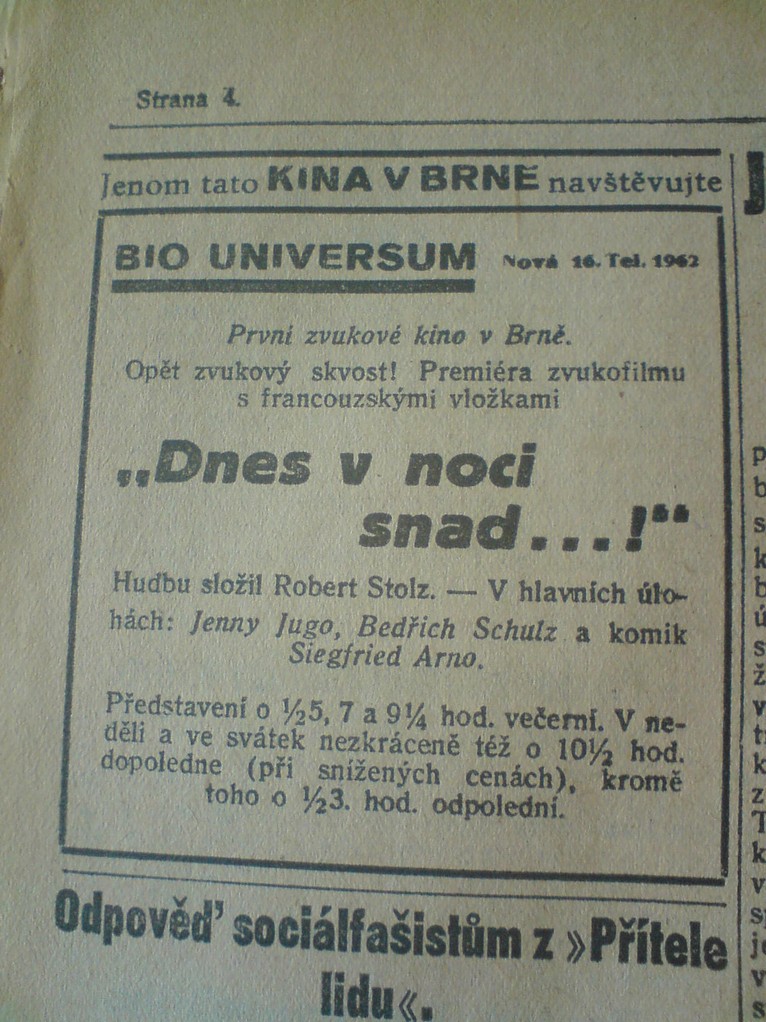 Strana 4.
Jenom tato KINA V BRNĚ navštěvujte
BIO UNIVERSUM Nová 16. Tel. 1962
První zvukové kino v Brně.
Opět zvukový skvost! Premiéra zvukofilmu
s francouzskými vložkami
„Dnes v noci
snad...!“
Hudbu složil Robert Stolz. — V hlavních úlo-
hách: Jenny Jugo, Bedřich Schulz a komik
Siegfried Arno.
Představení o ½5, 7 a 9¼ hod. večerní. V ne-
děli a ve svátek nezkráceně též o 10½ hod.
dopoledne (při snížených cenách), kromě
toho o ½3. hod. odpolední.
Odpověď sociálfašistům z »Přítele
lidu«.